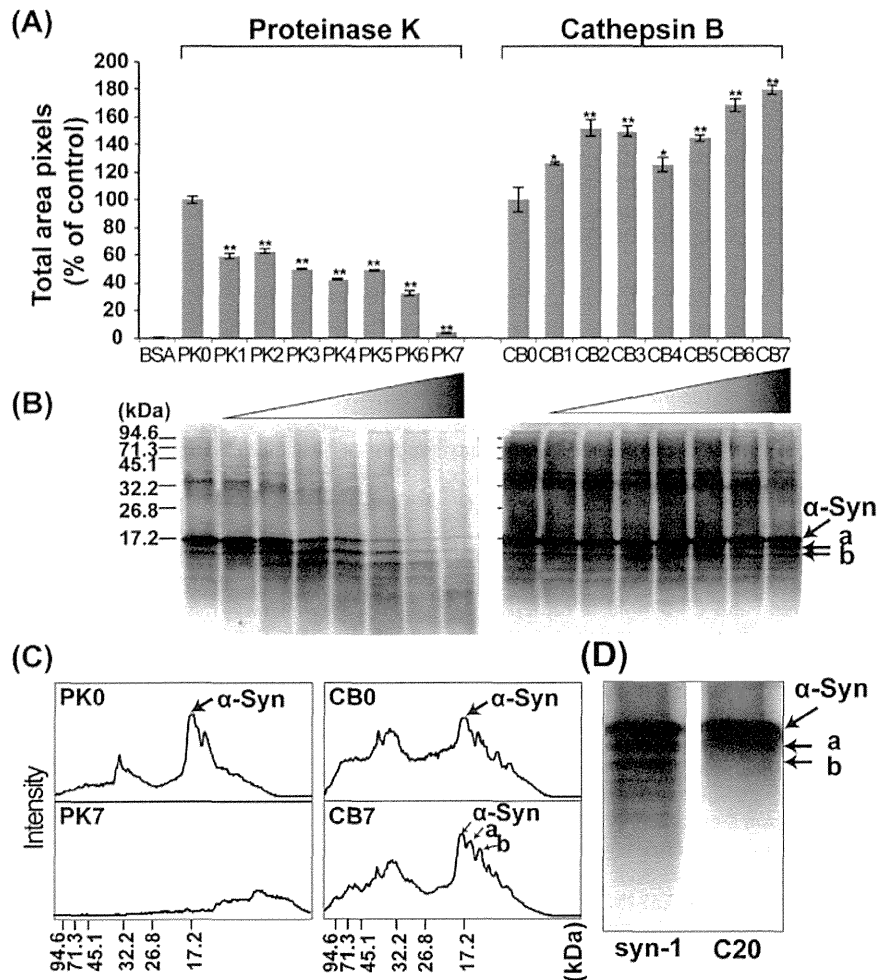 (A)
Proteinase K
Cathepsin B
Total area pixels
(% of control)
200
180
160
140
120
100
80
60
40
20
0
** ** ** ** ** ** **
* ** ** * ** ** **
BSA PK0 PK1 PK2 PK3 PK4 PK5 PK6 PK7
CB0 CB1 CB2 CB3 CB4 CB5 CB6 CB7
(B)
(kDa)
94.6
71.3
45.1
32.2
26.8
17.2
α-Syn
a
b
(C)
Intensity
PK0
α-Syn
CB0
α-Syn
PK7
CB7
α-Syn
a
b
94.6
71.3
45.1
32.2
26.8
17.2
94.6
71.3
45.1
32.2
26.8
17.2
(kDa)
(D)
α-Syn
a
b
syn-1 C20